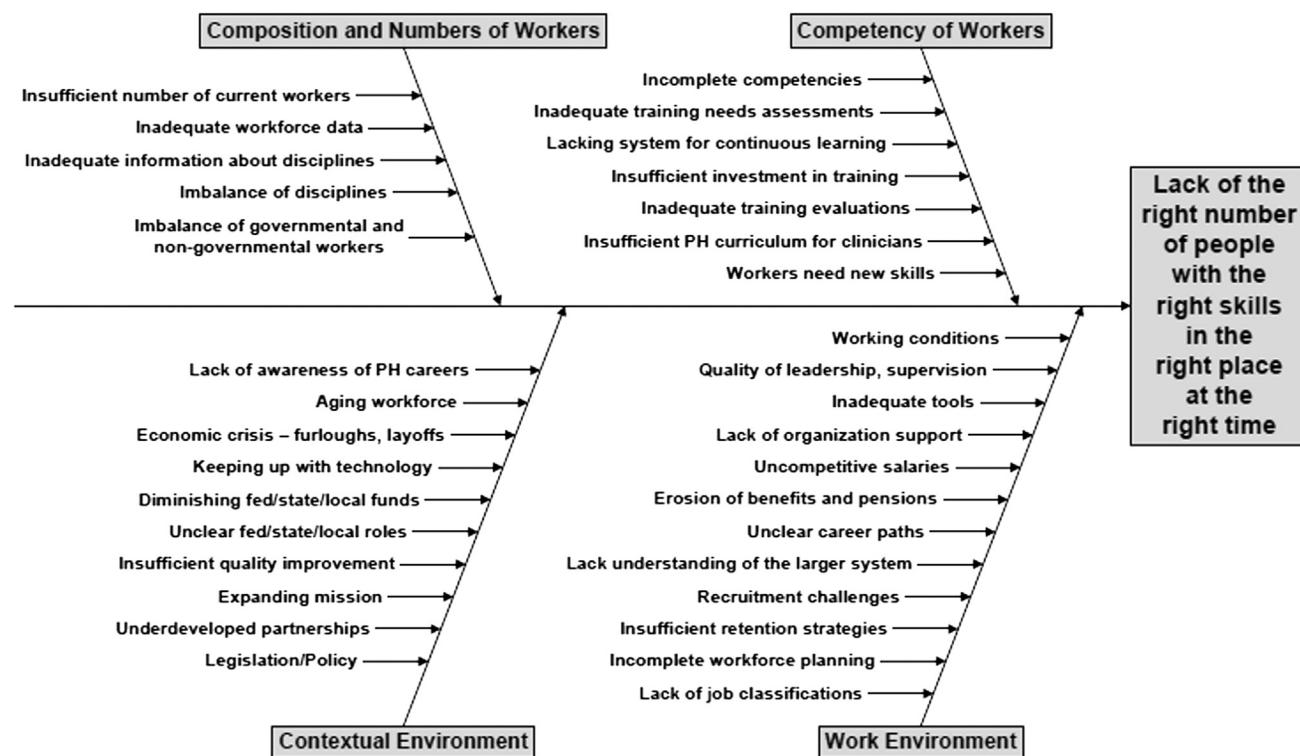 Composition and Numbers of Workers
Insufficient number of current workers
Inadequate workforce data
Inadequate information about disciplines
Imbalance of disciplines
Imbalance of governmental and
non-governmental workers
Competency of Workers
Incomplete competencies
Inadequate training needs assessments
Lacking system for continuous learning
Insufficient investment in training
Inadequate training evaluations
Insufficient PH curriculum for clinicians
Workers need new skills
Lack of the
right number
of people
with the
right skills
in the
right place
at the
right time
Lack of awareness of PH careers
Aging workforce
Economic crisis – furloughs, layoffs
Keeping up with technology
Diminishing fed/state/local funds
Unclear fed/state/local roles
Insufficient quality improvement
Expanding mission
Underdeveloped partnerships
Legislation/Policy
Contextual Environment
Working conditions
Quality of leadership, supervision
Inadequate tools
Lack of organization support
Uncompetitive salaries
Erosion of benefits and pensions
Unclear career paths
Lack understanding of the larger system
Recruitment challenges
Insufficient retention strategies
Incomplete workforce planning
Lack of job classifications
Work Environment